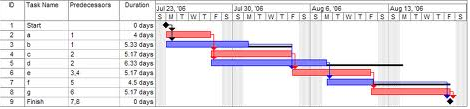 ID Task Name Predecessors Duration
Jul 23, '06 Jul 30, '06 Aug 6, '06 Aug 13, '06
S M T W T F S S M T W T F S S M T W T F S S M T W T F S
1 Start 0 days
2 a 1 4 days
3 b 1 5.33 days
4 c 2 5.17 days
5 d 2 6.33 days
6 e 3,4 5.17 days
7 f 5 4.5 days
8 g 6 5.17 days
9 Finish 7,8 0 days